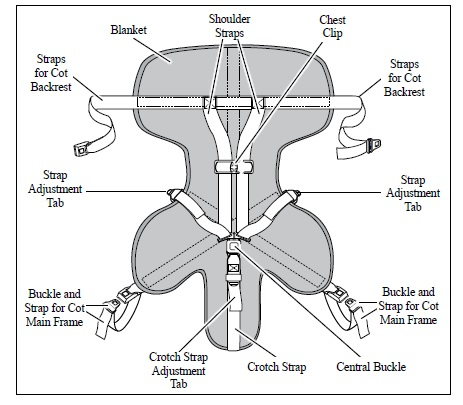 Blanket
Shoulder
Straps
Chest
Clip
Straps
for Cot
Backrest
Straps
for Cot
Backrest
Strap
Adjustment
Tab
Strap
Adjustment
Tab
Buckle and
Strap for Cot
Main Frame
Buckle and
Strap for Cot
Main Frame
Crotch Strap
Adjustment
Tab
Crotch Strap
Central Buckle